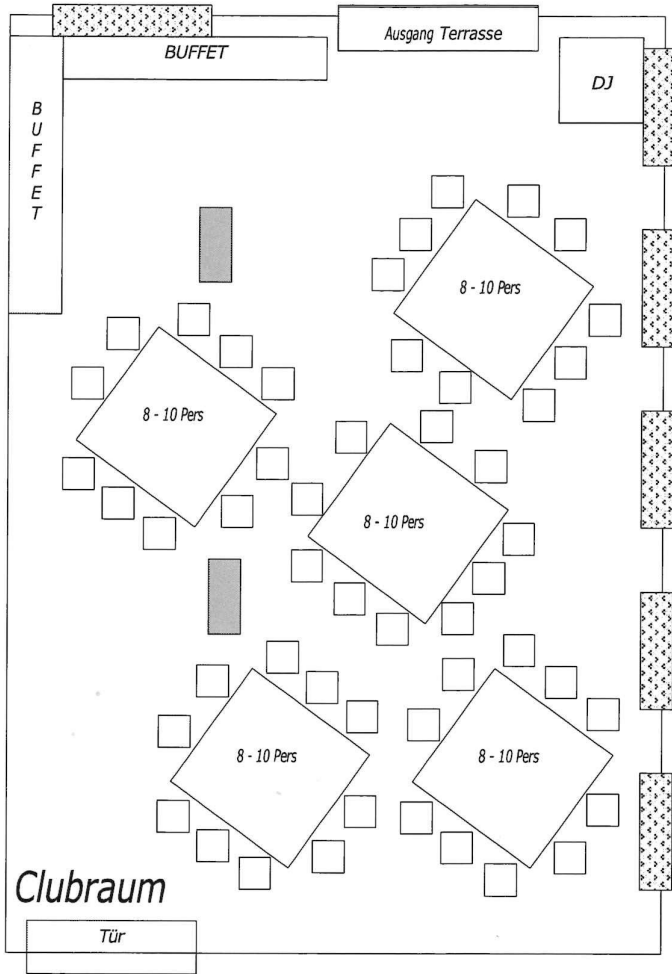 Ausgang Terrasse
BUFFET
DJ
BUFFET
8 - 10 Pers
8 - 10 Pers
8 - 10 Pers
8 - 10 Pers
8 - 10 Pers
Clubraum
Tür